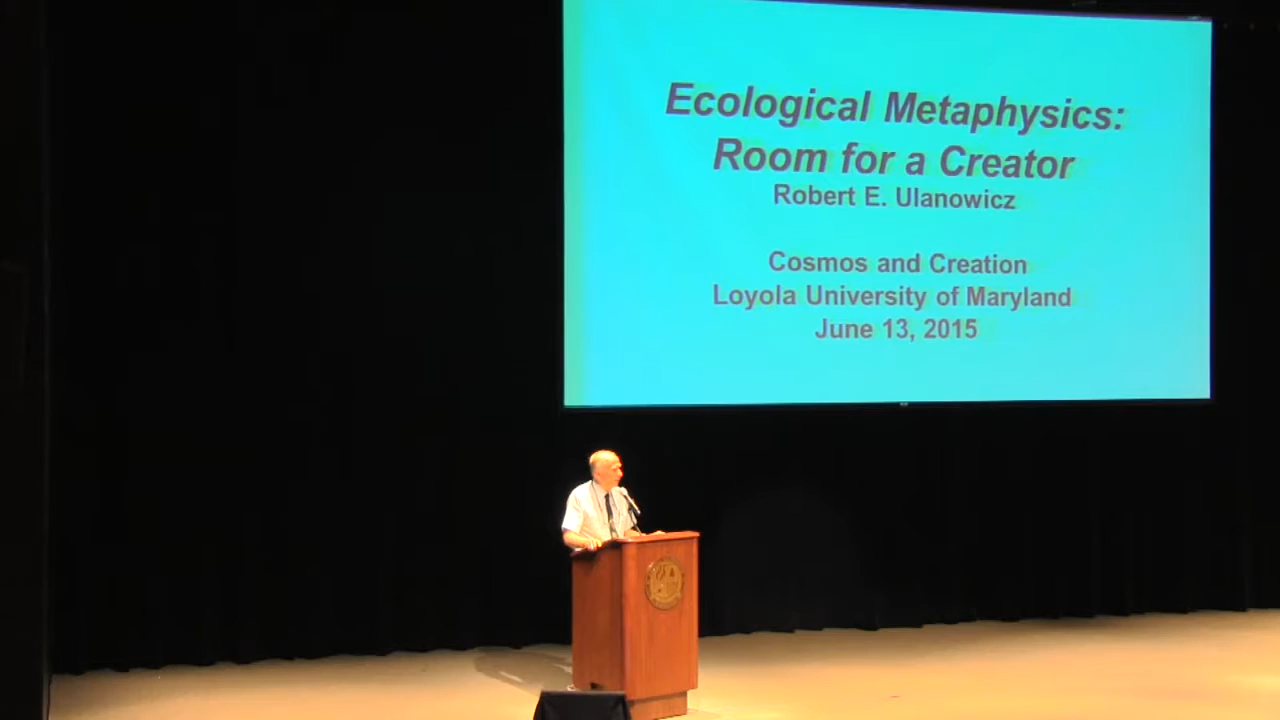 Ecological Metaphysics:
Room for a Creator
Robert E. Ulanowicz
Cosmos and Creation
Loyola University of Maryland
June 13, 2015